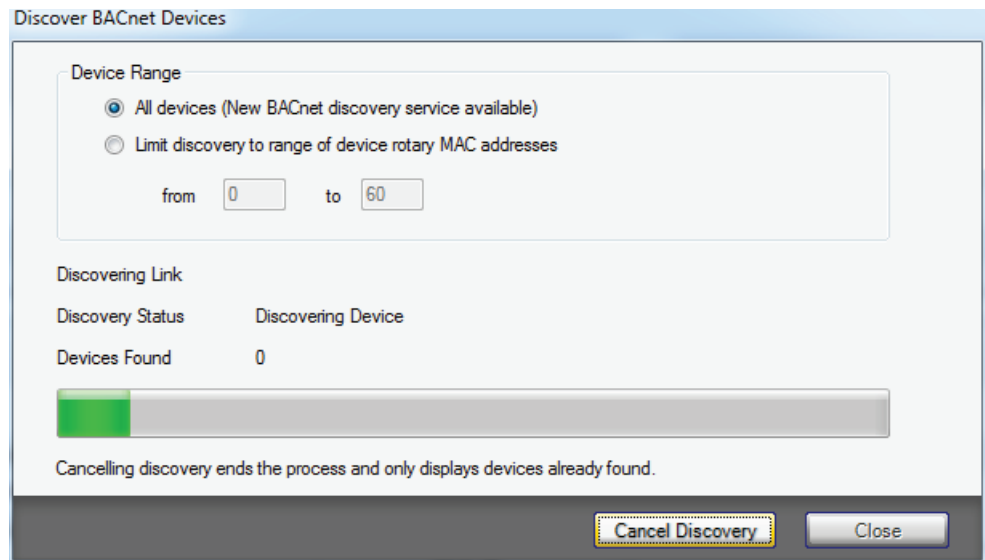 Discover BACnet Devices
Device Range
All devices (New BACnet discovery service available)
Limit discovery to range of device rotary MAC addresses
from 0 to 60
Discovering Link
Discovery Status Discovering Device
Devices Found 0
Cancelling discovery ends the process and only displays devices already found.
Cancel Discovery Close